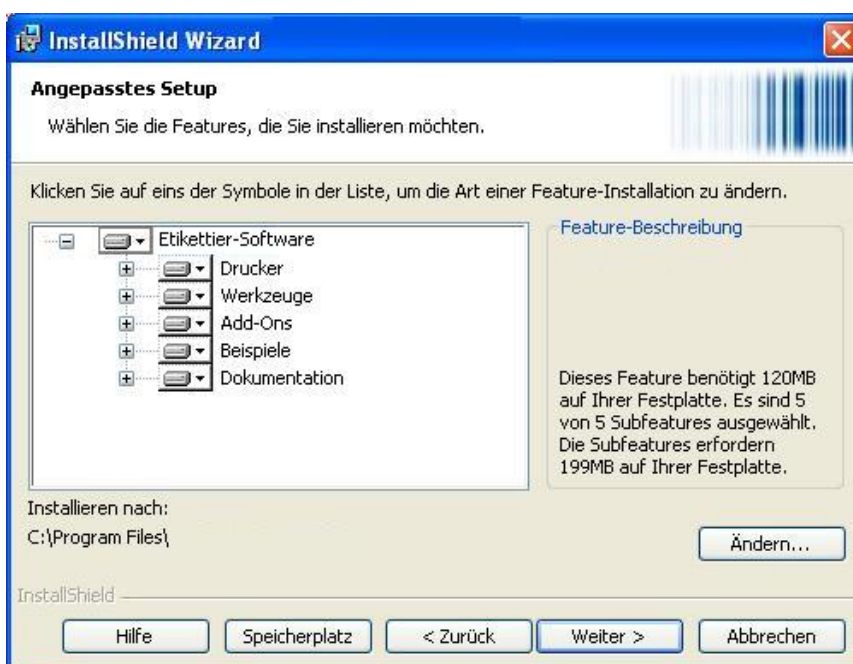 InstallShield Wizard
Angepasstes Setup
Wählen Sie die Features, die Sie installieren möchten.
Klicken Sie auf eins der Symbole in der Liste, um die Art einer Feature-Installation zu ändern.
Etikettier-Software
Drucker
Werkzeuge
Add-Ons
Beispiele
Dokumentation
Feature-Beschreibung
Dieses Feature benötigt 120MB
auf Ihrer Festplatte. Es sind 5
von 5 Subfeatures ausgewählt.
Die Subfeatures erfordern
199MB auf Ihrer Festplatte.
Installieren nach:
C:\Program Files\
Ändern...
InstallShield
Hilfe
Speicherplatz
< Zurück
Weiter >
Abbrechen